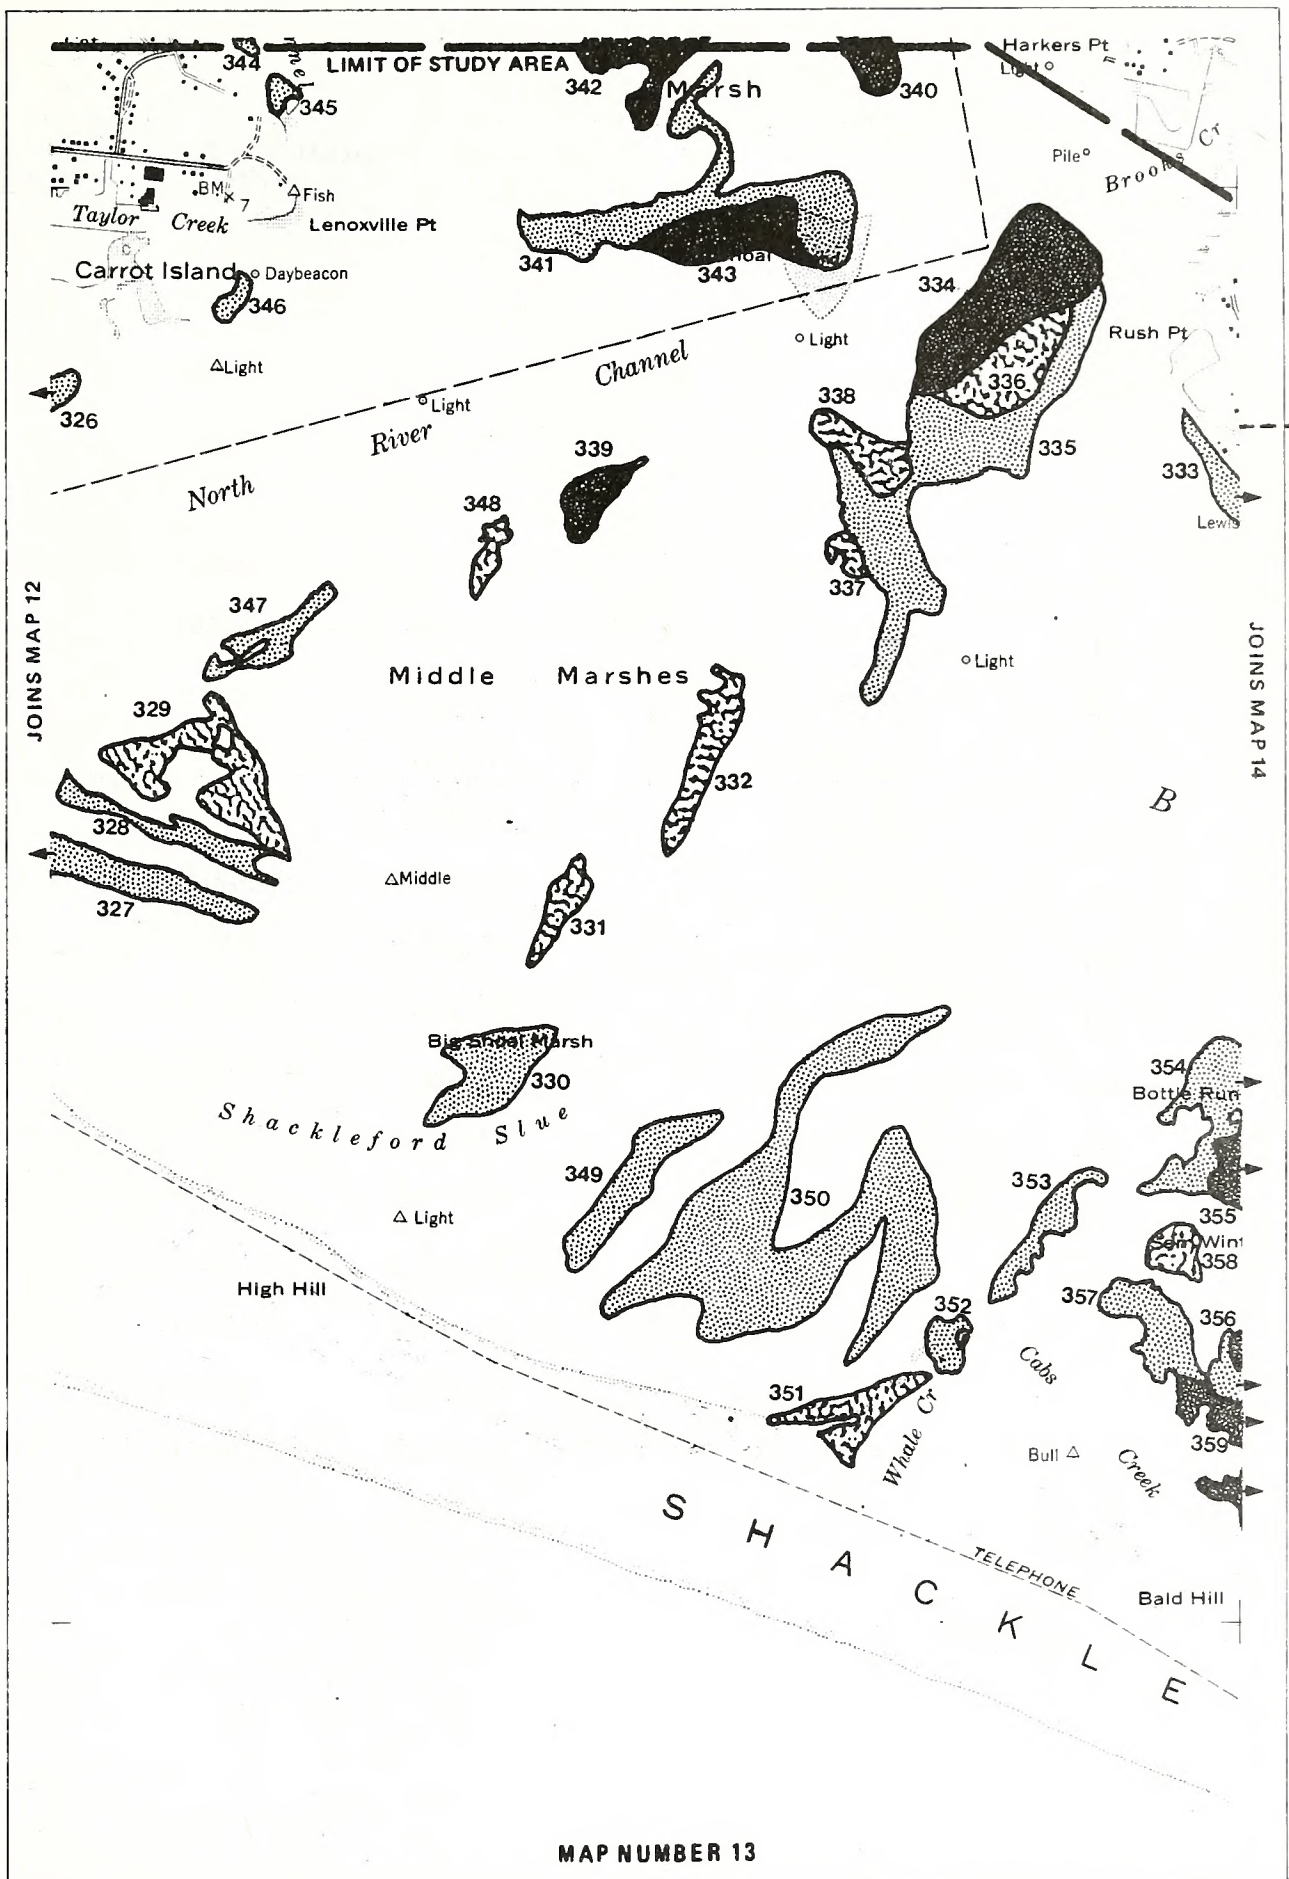 344
LIMIT OF STUDY AREA
342
Marsh
340
Harkers Pt
Light
345
Pile
Brooks Cr
BM
7
Fish
Taylor Creek
Lenoxville Pt
341
343
Carrot Island
Daybeacon
346
334
Light
Rush Pt
Light
Channel
336
326
Light
338
River
335
333
339
North
348
Lewis
337
347
JOINS MAP 12
JOINS MAP 14
Light
Middle Marshes
329
332
B
328
Middle
327
331
Big Shoal Marsh
330
354
Bottle Run
Shackleford Slue
349
350
353
355
Light
358
High Hill
357
356
352
Cabs
351
Whale Cr
Bull
Creek
359
SHACKLE
TELEPHONE
Bald Hill
MAP NUMBER 13